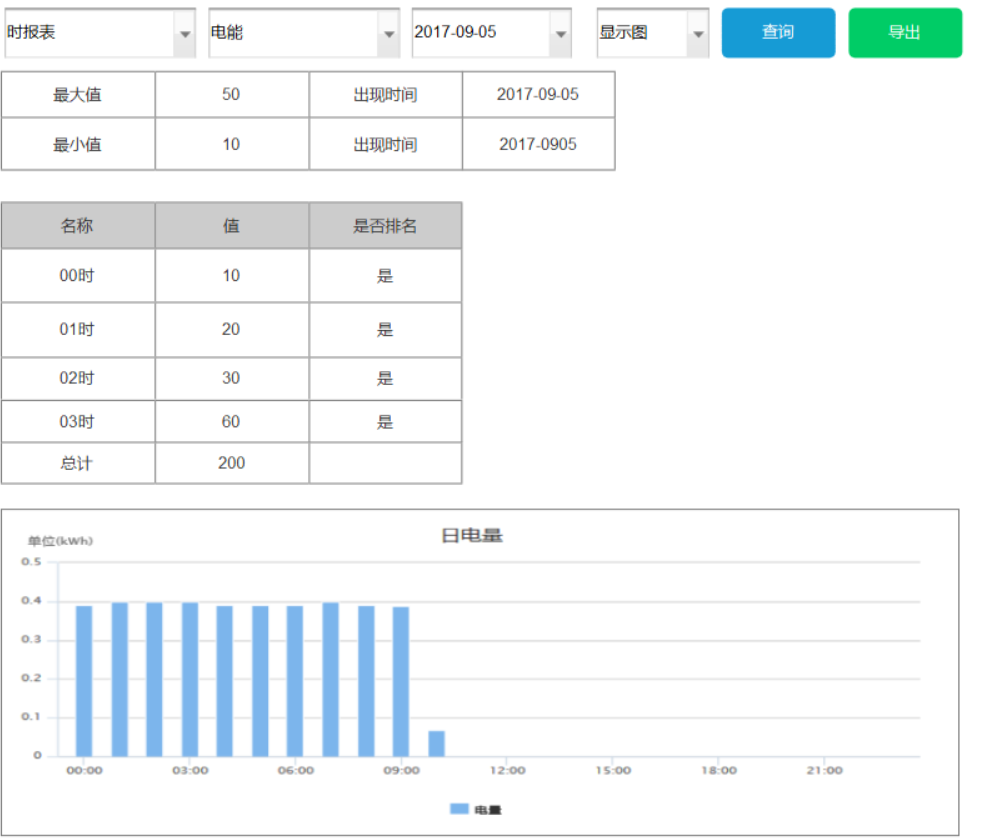 时报表 电能 2017-09-05 显示图 查询 导出
最大值 50 出现时间 2017-09-05
最小值 10 出现时间 2017-0905
名称 值 是否排名
00时 10 是
01时 20 是
02时 30 是
03时 60 是
总计 200
日电量
单位(kWh)
0.5
0.4
0.3
0.2
0.1
0
00:00 03:00 06:00 09:00 12:00 15:00 18:00 21:00
电量